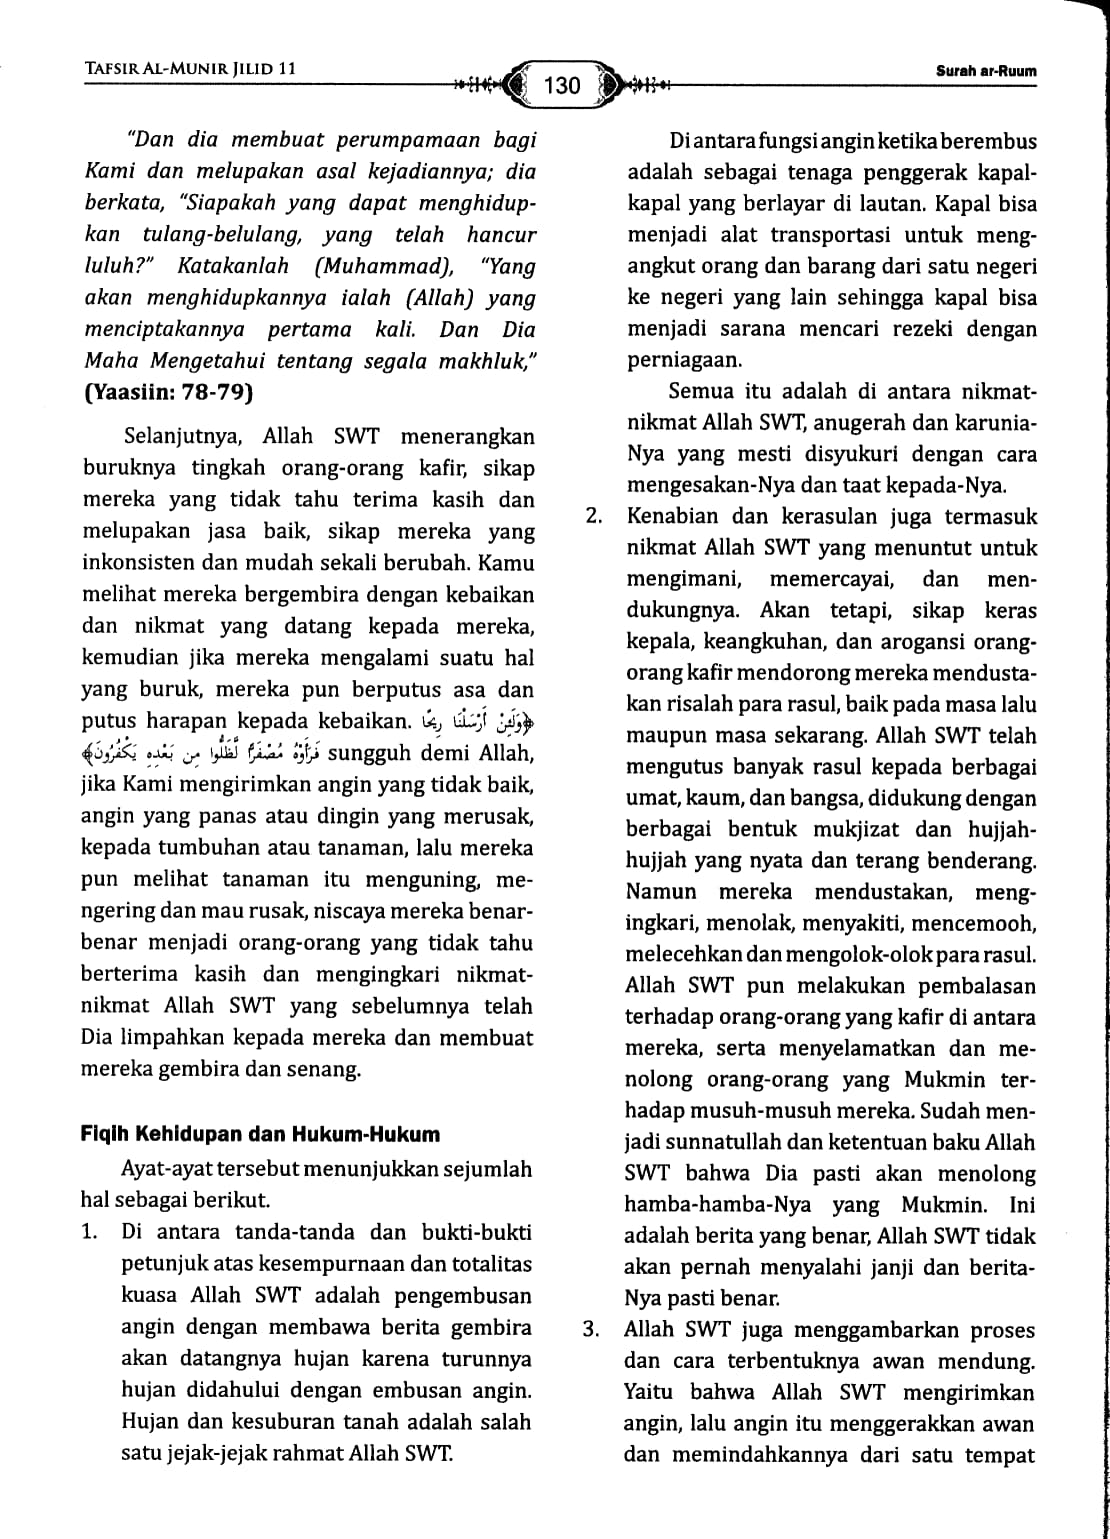 TAFSIR AL-MUNIR JILID 11
130
Surah ar-Ruum
"Dan dia membuat perumpamaan bagi
Kami dan melupakan asal kejadiannya; dia
berkata, "Siapakah yang dapat menghidup-
kan tulang-belulang, yang telah hancur
luluh?" Katakanlah (Muhammad), "Yang
akan menghidupkannya ialah (Allah) yang
menciptakannya pertama kali. Dan Dia
Maha Mengetahui tentang segala makhluk,"
(Yaasiin: 78-79)
Selanjutnya, Allah SWT menerangkan
buruknya tingkah orang-orang kafir, sikap
mereka yang tidak tahu terima kasih dan
melupakan jasa baik, sikap mereka yang
inkonsisten dan mudah sekali berubah. Kamu
melihat mereka bergembira dengan kebaikan
dan nikmat yang datang kepada mereka,
kemudian jika mereka mengalami suatu hal
yang buruk, mereka pun berputus asa dan
putus harapan kepada kebaikan. ﴿وَلَئِنْ أَرْسَلْنَا رِيحًا
فَرَأَوْهُ مُصْفَرًّا لَّظَلُّوا مِن بَعْدِهِ يَكْفُرُونَ﴾ sungguh demi Allah,
jika Kami mengirimkan angin yang tidak baik,
angin yang panas atau dingin yang merusak,
kepada tumbuhan atau tanaman, lalu mereka
pun melihat tanaman itu menguning, me-
ngering dan mau rusak, niscaya mereka benar-
benar menjadi orang-orang yang tidak tahu
berterima kasih dan mengingkari nikmat-
nikmat Allah SWT yang sebelumnya telah
Dia limpahkan kepada mereka dan membuat
mereka gembira dan senang.
Fiqih Kehidupan dan Hukum-Hukum
Ayat-ayat tersebut menunjukkan sejumlah
hal sebagai berikut.
1. Di antara tanda-tanda dan bukti-bukti
petunjuk atas kesempurnaan dan totalitas
kuasa Allah SWT adalah pengembusan
angin dengan membawa berita gembira
akan datangnya hujan karena turunnya
hujan didahului dengan embusan angin.
Hujan dan kesuburan tanah adalah salah
satu jejak-jejak rahmat Allah SWT.
Di antara fungsi angin ketika berembus
adalah sebagai tenaga penggerak kapal-
kapal yang berlayar di lautan. Kapal bisa
menjadi alat transportasi untuk meng-
angkut orang dan barang dari satu negeri
ke negeri yang lain sehingga kapal bisa
menjadi sarana mencari rezeki dengan
perniagaan.
Semua itu adalah di antara nikmat-
nikmat Allah SWT, anugerah dan karunia-
Nya yang mesti disyukuri dengan cara
mengesakan-Nya dan taat kepada-Nya.
2. Kenabian dan kerasulan juga termasuk
nikmat Allah SWT yang menuntut untuk
mengimani, memercayai, dan men-
dukungnya. Akan tetapi, sikap keras
kepala, keangkuhan, dan arogansi orang-
orang kafir mendorong mereka mendusta-
kan risalah para rasul, baik pada masa lalu
maupun masa sekarang. Allah SWT telah
mengutus banyak rasul kepada berbagai
umat, kaum, dan bangsa, didukung dengan
berbagai bentuk mukjizat dan hujjah-
hujjah yang nyata dan terang benderang.
Namun mereka mendustakan, meng-
ingkari, menolak, menyakiti, mencemooh,
melecehkan dan mengolok-olok para rasul.
Allah SWT pun melakukan pembalasan
terhadap orang-orang yang kafir di antara
mereka, serta menyelamatkan dan me-
nolong orang-orang yang Mukmin ter-
hadap musuh-musuh mereka. Sudah men-
jadi sunnatullah dan ketentuan baku Allah
SWT bahwa Dia pasti akan menolong
hamba-hamba-Nya yang Mukmin. Ini
adalah berita yang benar, Allah SWT tidak
akan pernah menyalahi janji dan berita-
Nya pasti benar.
3. Allah SWT juga menggambarkan proses
dan cara terbentuknya awan mendung.
Yaitu bahwa Allah SWT mengirimkan
angin, lalu angin itu menggerakkan awan
dan memindahkannya dari satu tempat